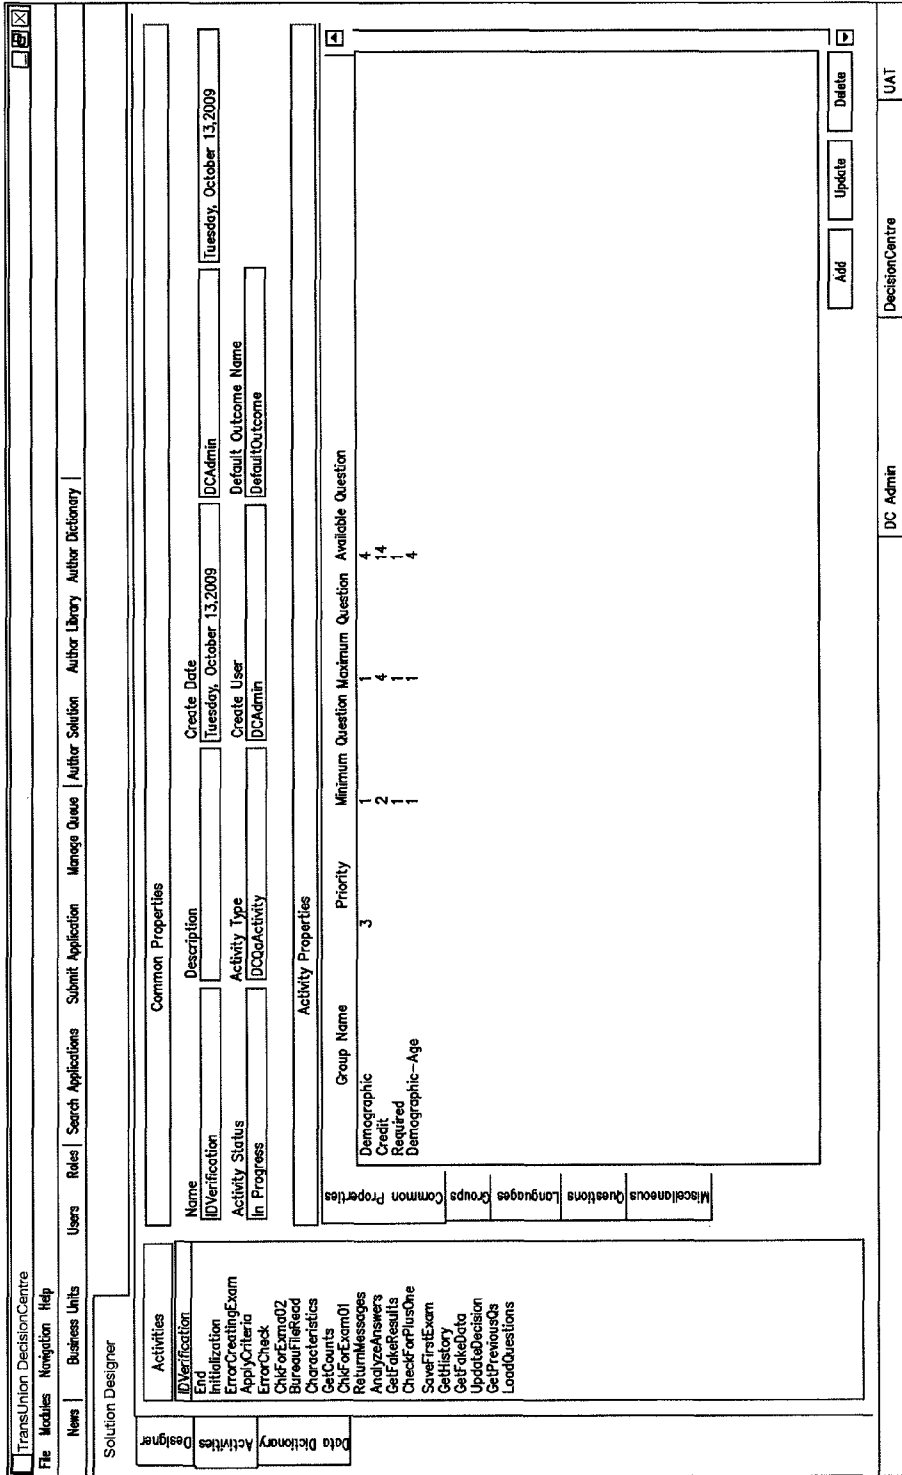 TransUnion DecisionCentre
File Modules Navigation Help
News Business Units Users Roles Search Applications Submit Application Manage Queue Author Solution Author Library Author Dictionary
Solution Designer
Designer
Activities
Data Dictionary
Activities
IDVerification
End
Initialization
ErrorCreatingExam
ApplyCriteria
ErrorCheck
ChkForExma02
BureauFileRead
Characteristics
GetCounts
ChkForExam01
ReturnMessages
AnalyzeAnswers
GetFakeResults
CheckForPlusOne
SaveFirstExam
GetHistory
GetFakeData
UpdateDecision
GetPreviousQs
LoadQuestions
Common Properties
Name Description Create Date
IDVerification Tuesday, October 13,2009 DCAdmin Tuesday, October 13,2009
Activity Status Activity Type Create User Default Outcome Name
In Progress DCQaActivity DCAdmin DefaultOutcome
Activity Properties
Common Properties
Groups
Languages
Questions
Miscellaneous
Group Name Priority Minimum Question Maximum Question Available Question
Demographic 3 1 1 4
Credit 2 4 14
Required 1 1 1
Demographic-Age 1 1 4
Add Update Delete
DC Admin DecisionCentre UAT